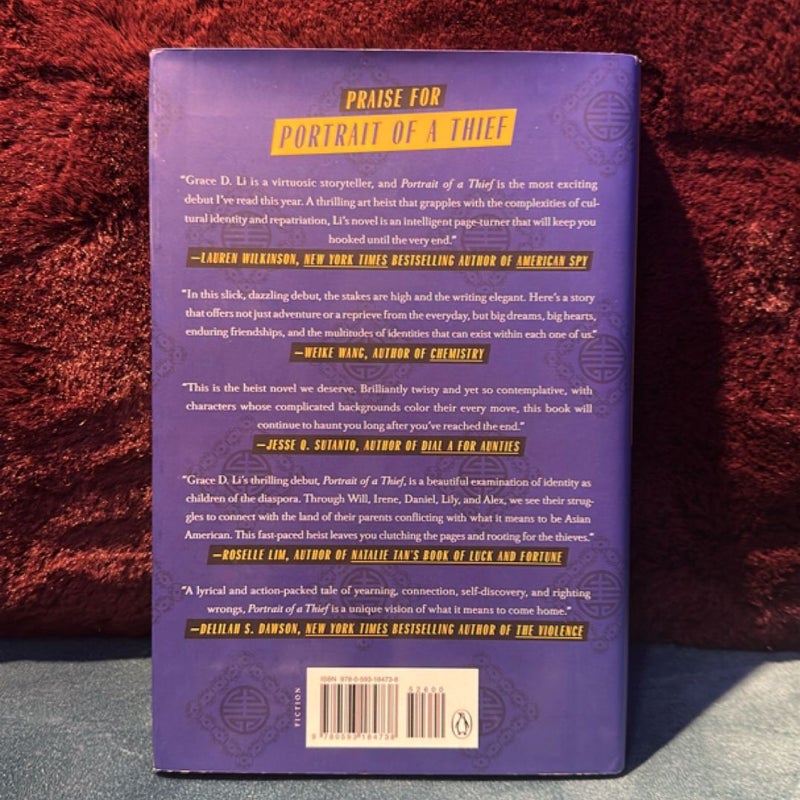 PRAISE FOR
PORTRAIT OF A THIEF
"Grace D. Li is a virtuosic storyteller, and Portrait of a Thief is the most exciting
debut I've read this year. A thrilling art heist that grapples with the complexities of cul-
tural identity and repatriation, Li's novel is an intelligent page-turner that will keep you
hooked until the very end."
—LAUREN WILKINSON, NEW YORK TIMES BESTSELLING AUTHOR OF AMERICAN SPY
"In this slick, dazzling debut, the stakes are high and the writing elegant. Here's a story
that offers not just adventure or a reprieve from the everyday, but big dreams, big hearts,
enduring friendships, and the multitudes of identities that can exist within each one of us."
—WEIKE WANG, AUTHOR OF CHEMISTRY
"This is the heist novel we deserve. Brilliantly twisty and yet so contemplative, with
characters whose complicated backgrounds color their every move, this book will
continue to haunt you long after you've reached the end."
—JESSE Q. SUTANTO, AUTHOR OF DIAL A FOR AUNTIES
"Grace D. Li's thrilling debut, Portrait of a Thief, is a beautiful examination of identity as
children of the diaspora. Through Will, Irene, Daniel, Lily, and Alex, we see their strug-
gles to connect with the land of their parents conflicting with what it means to be Asian
American. This fast-paced heist leaves you clutching the pages and rooting for the thieves."
—ROSELLE LIM, AUTHOR OF NATALIE TAN'S BOOK OF LUCK AND FORTUNE
"A lyrical and action-packed tale of yearning, connection, self-discovery, and righting
wrongs, Portrait of a Thief is a unique vision of what it means to come home."
—DELILAH S. DAWSON, NEW YORK TIMES BESTSELLING AUTHOR OF THE VIOLENCE
FICTION
ISBN 978-0-593-18473-8
52600
9 780593 184738